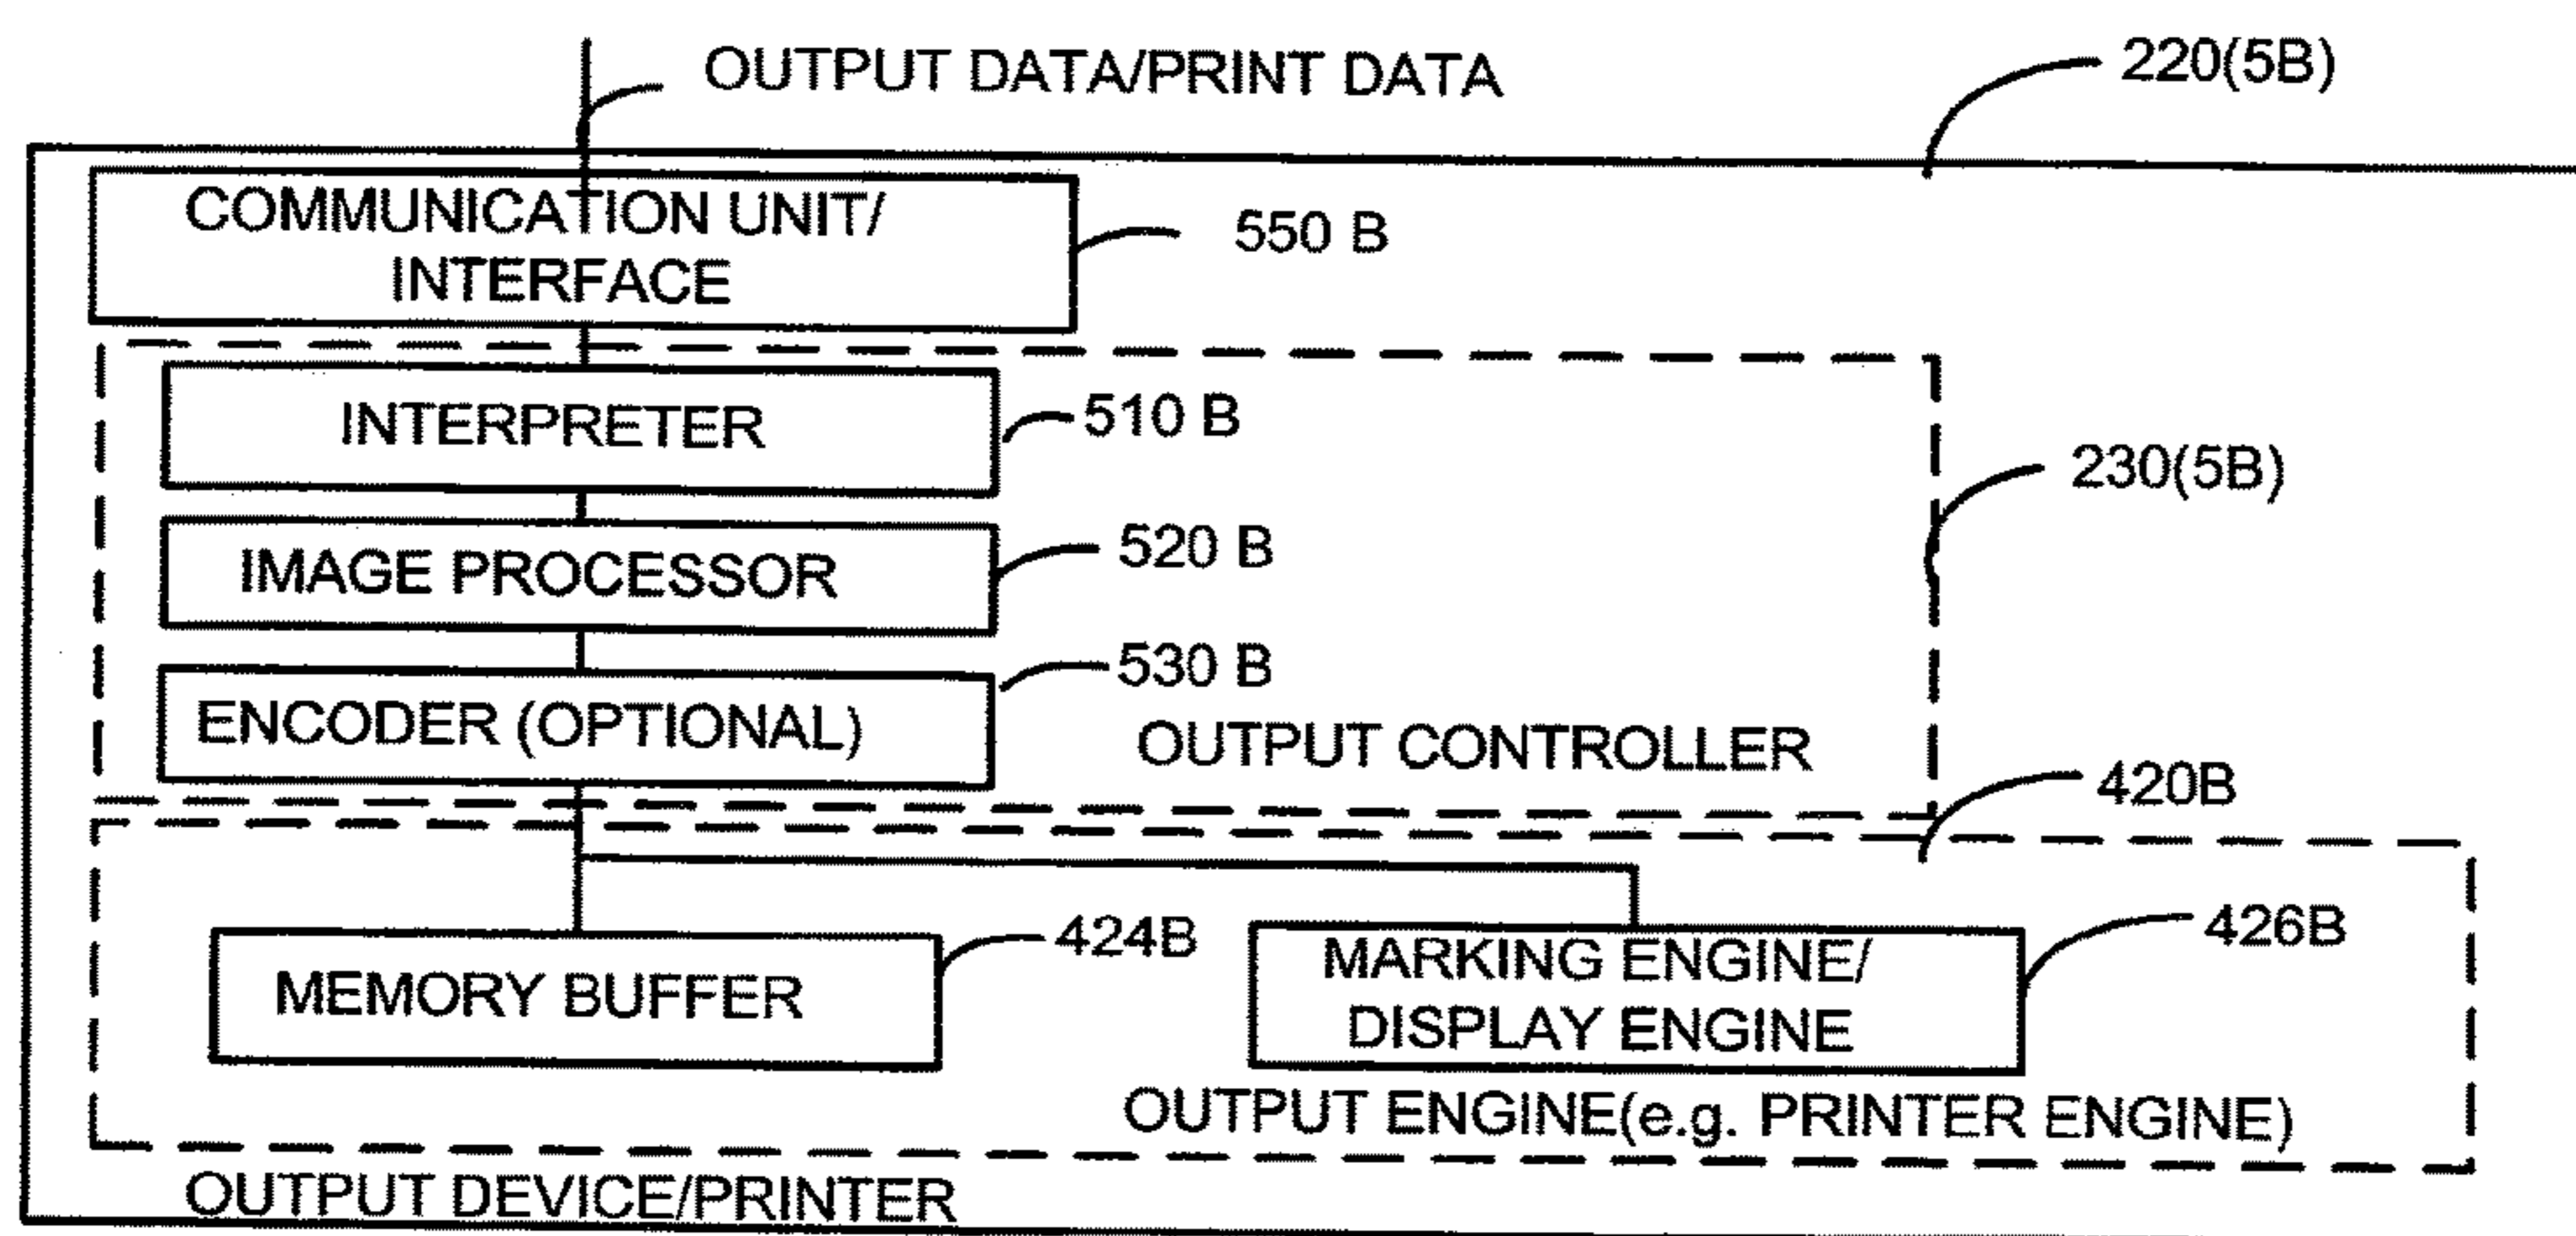 OUTPUT DATA/PRINT DATA
220(5B)
COMMUNICATION UNIT/
INTERFACE
550 B
INTERPRETER
510 B
230(5B)
IMAGE PROCESSOR
520 B
ENCODER (OPTIONAL)
530 B
OUTPUT CONTROLLER
420B
MEMORY BUFFER
424B
MARKING ENGINE/
DISPLAY ENGINE
426B
OUTPUT ENGINE(e.g. PRINTER ENGINE)
OUTPUT DEVICE/PRINTER